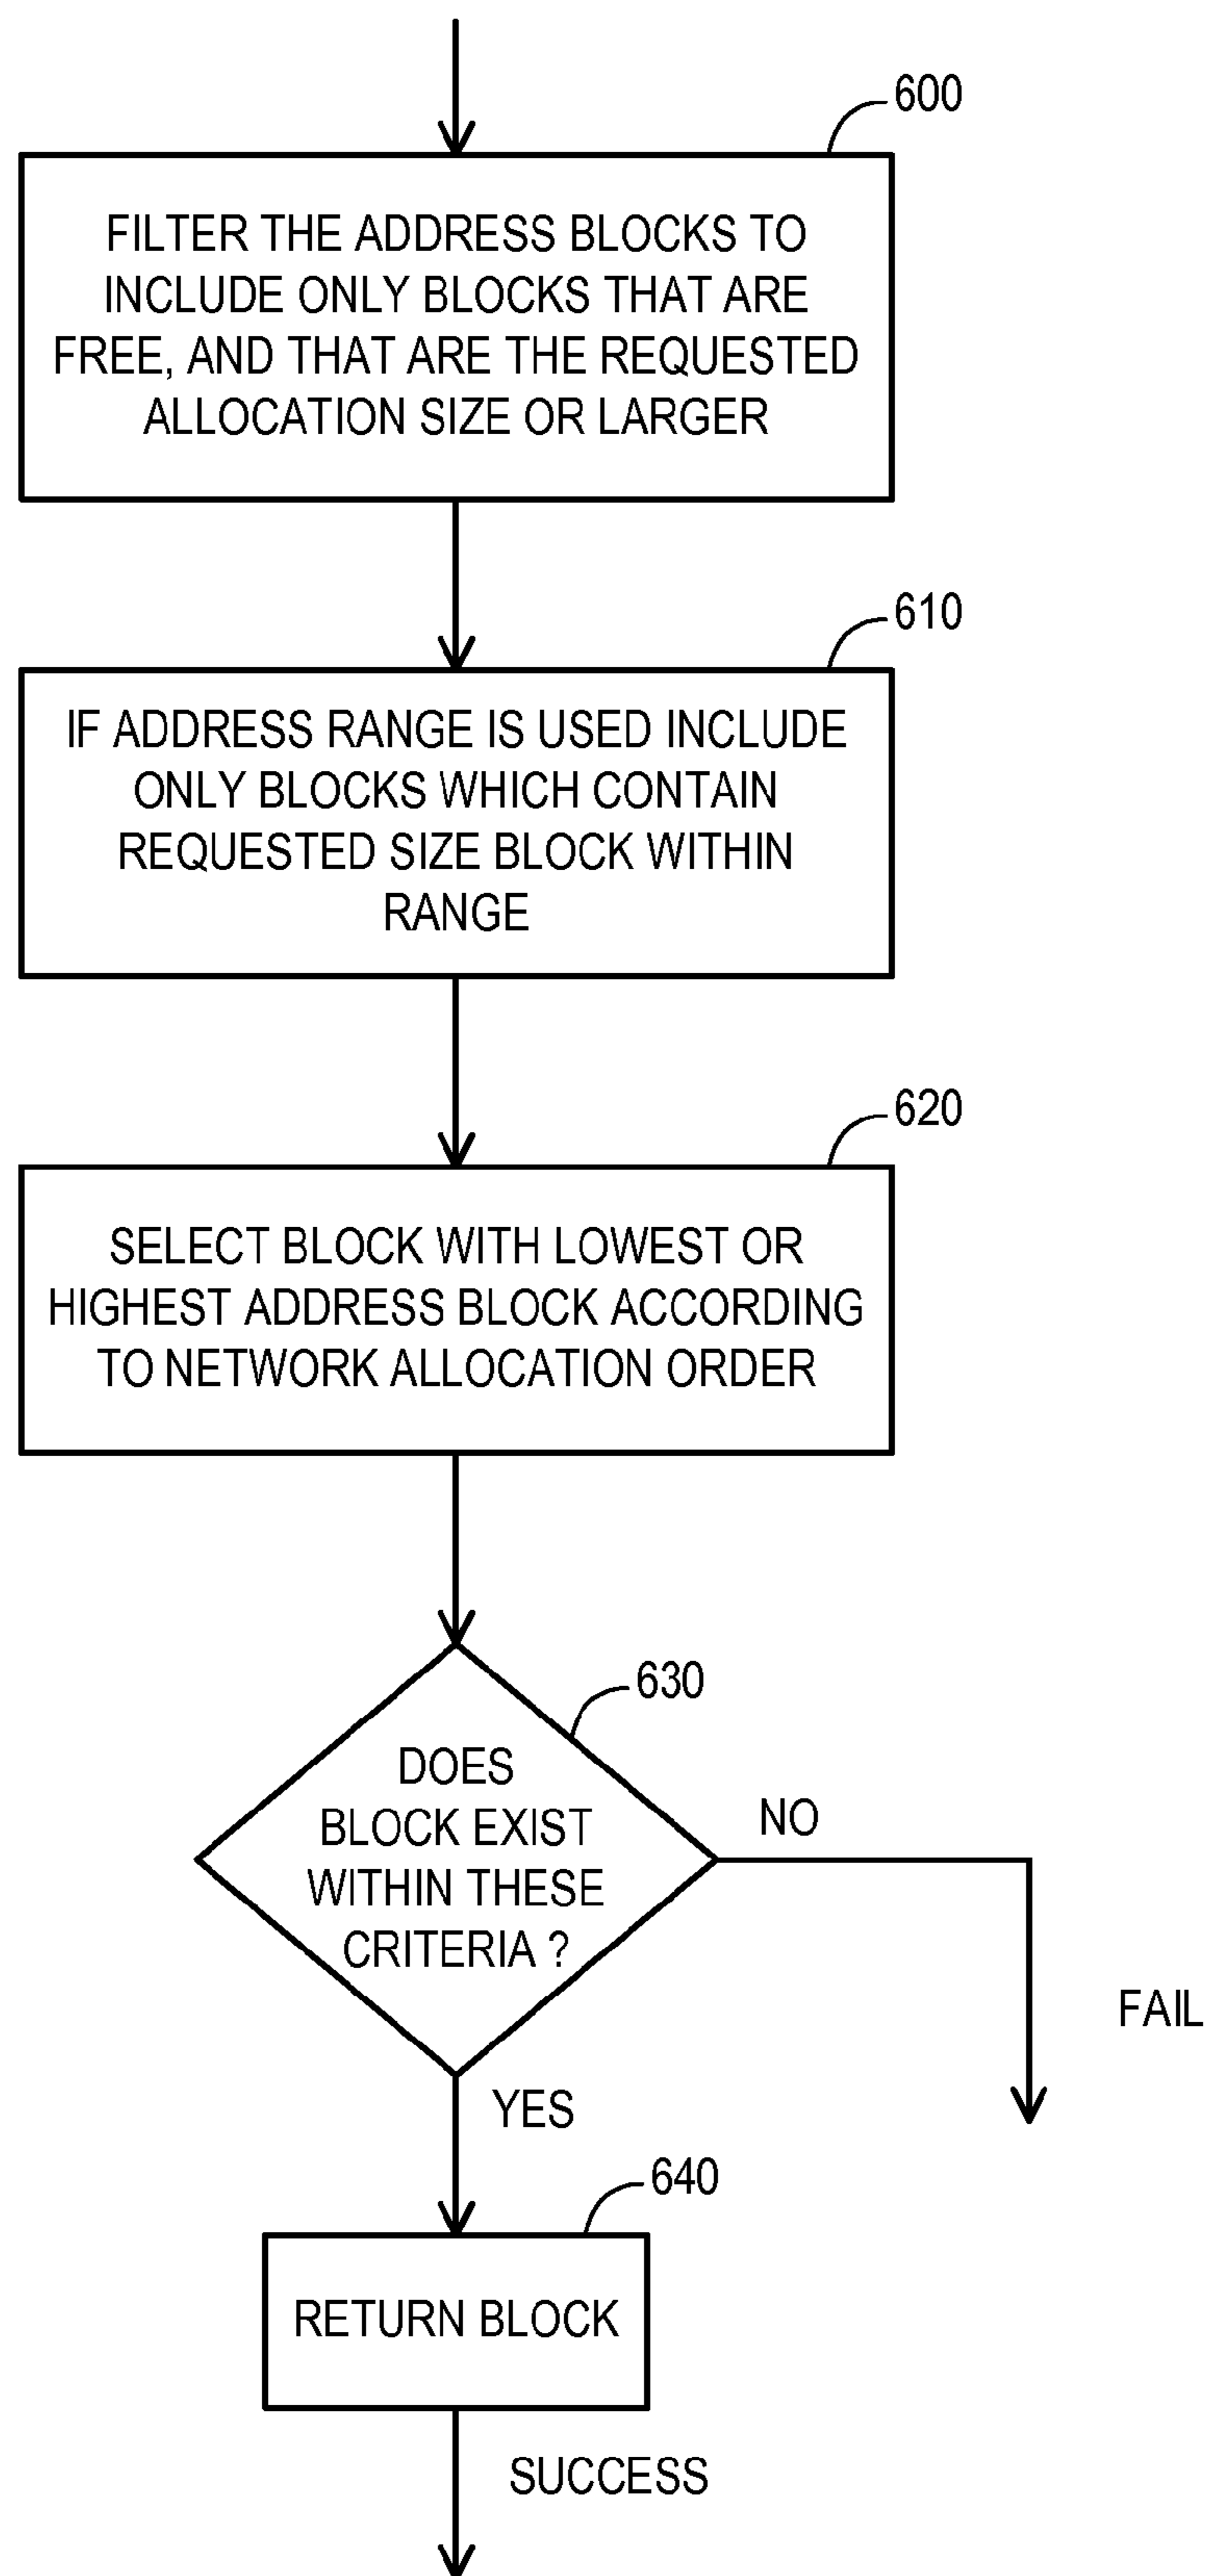 600
FILTER THE ADDRESS BLOCKS TO
INCLUDE ONLY BLOCKS THAT ARE
FREE, AND THAT ARE THE REQUESTED
ALLOCATION SIZE OR LARGER
610
IF ADDRESS RANGE IS USED INCLUDE
ONLY BLOCKS WHICH CONTAIN
REQUESTED SIZE BLOCK WITHIN
RANGE
620
SELECT BLOCK WITH LOWEST OR
HIGHEST ADDRESS BLOCK ACCORDING
TO NETWORK ALLOCATION ORDER
630
DOES
BLOCK EXIST
WITHIN THESE
CRITERIA ?
NO
FAIL
YES
640
RETURN BLOCK
SUCCESS